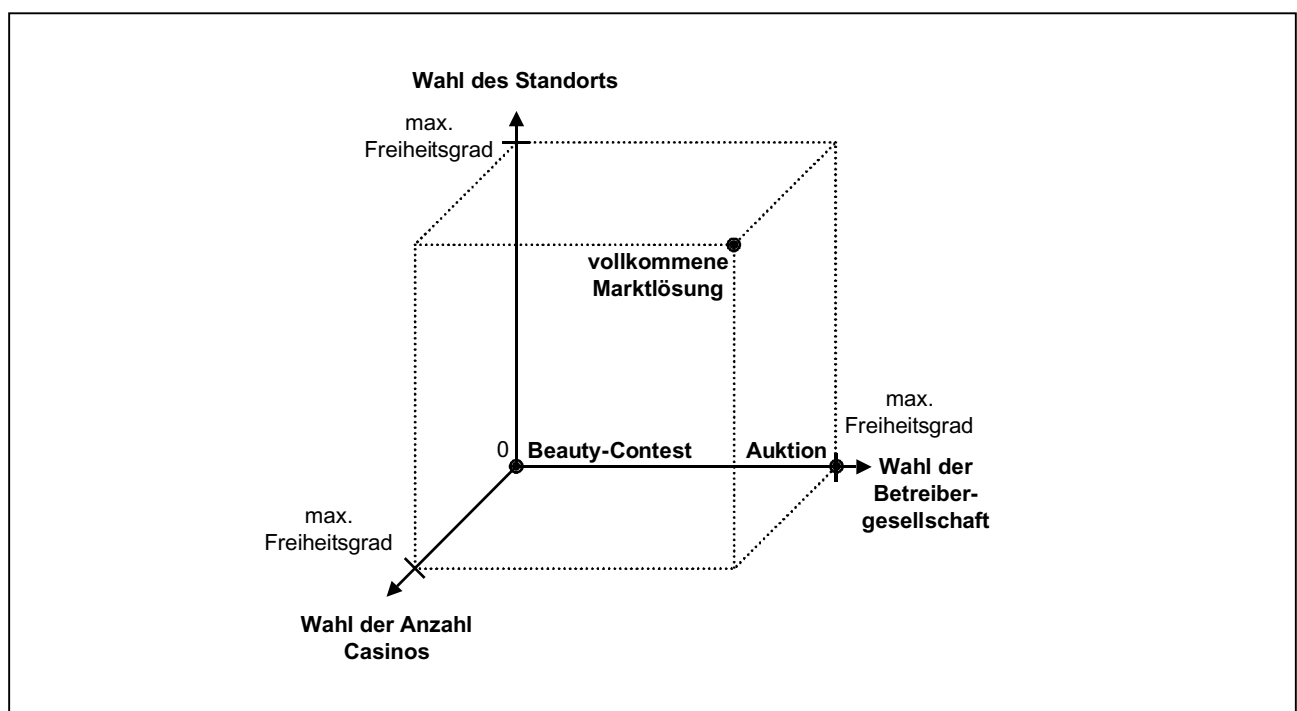 Wahl des Standorts
max.
Freiheitsgrad
vollkommene
Marktlösung
max.
Freiheitsgrad
0
Beauty-Contest
Auktion
Wahl der
Betreiber-
gesellschaft
max.
Freiheitsgrad
Wahl der Anzahl
Casinos